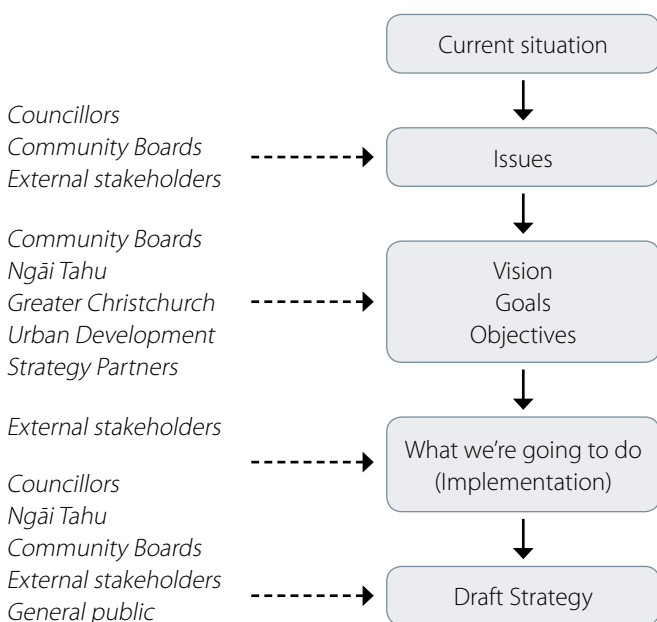 Current situation
Councillors
Community Boards
External stakeholders
Issues
Community Boards
Ngāi Tahu
Greater Christchurch
Urban Development
Strategy Partners
Vision
Goals
Objectives
External stakeholders
What we're going to do
(Implementation)
Councillors
Ngāi Tahu
Community Boards
External stakeholders
General public
Draft Strategy